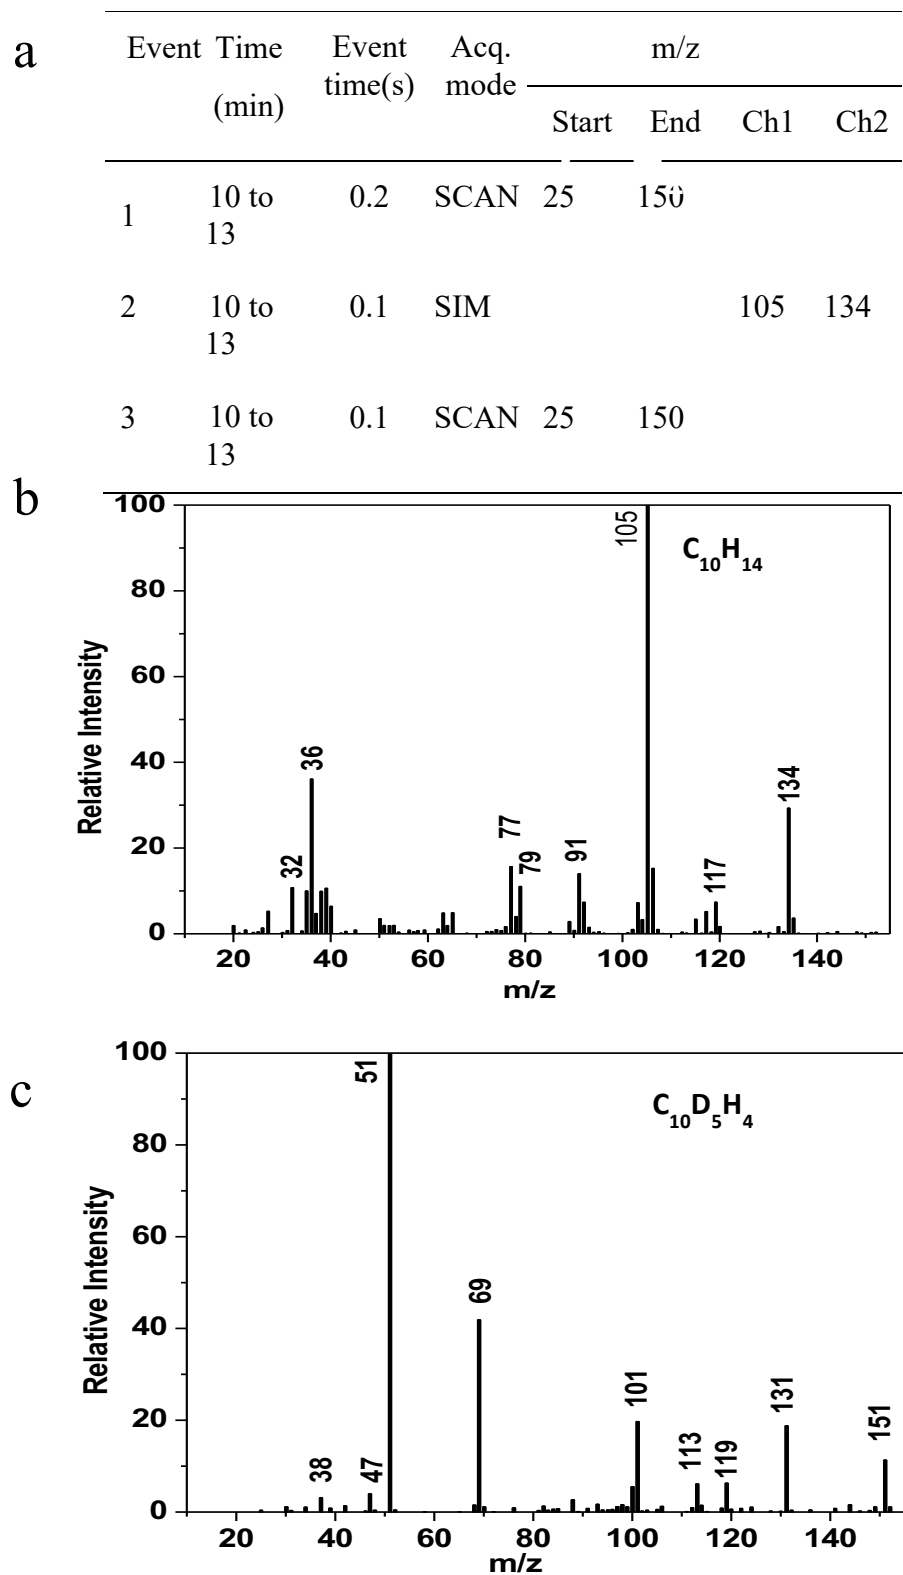 a
Event Time Event Acq. m/z
(min) time(s) mode
Start End Ch1 Ch2
1 10 to 13 0.2 SCAN 25 150
2 10 to 13 0.1 SIM 105 134
3 10 to 13 0.1 SCAN 25 150
b
C10H14
Relative Intensity
100
80
60
40
20
0
32
36
77
79
91
105
117
134
20 40 60 80 100 120 140
m/z
c
C10D5H4
Relative Intensity
100
80
60
40
20
0
38
47
51
69
101
113
119
131
151
20 40 60 80 100 120 140
m/z